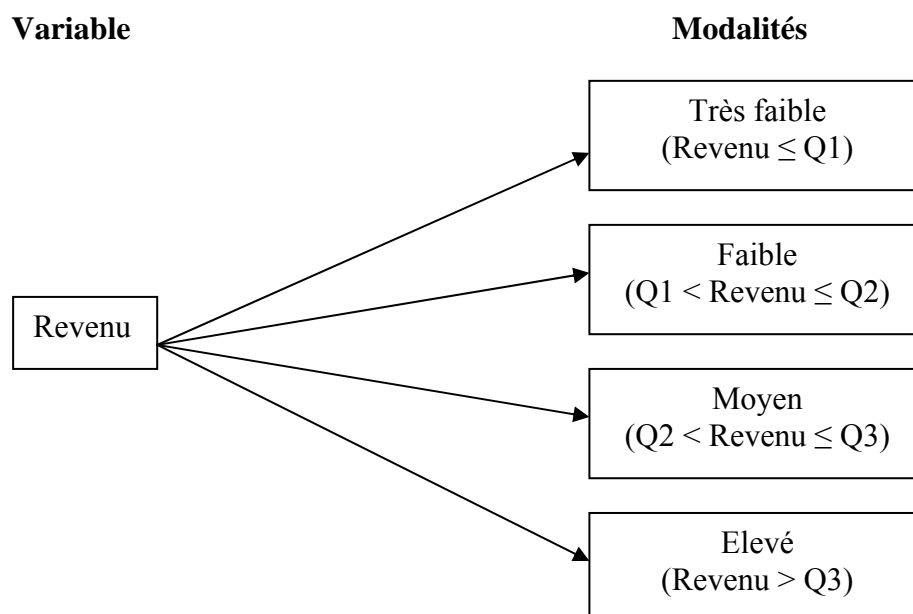 Variable
Modalités
Très faible
(Revenu ≤ Q1)
Faible
(Q1 < Revenu ≤ Q2)
Revenu
Moyen
(Q2 < Revenu ≤ Q3)
Elevé
(Revenu > Q3)